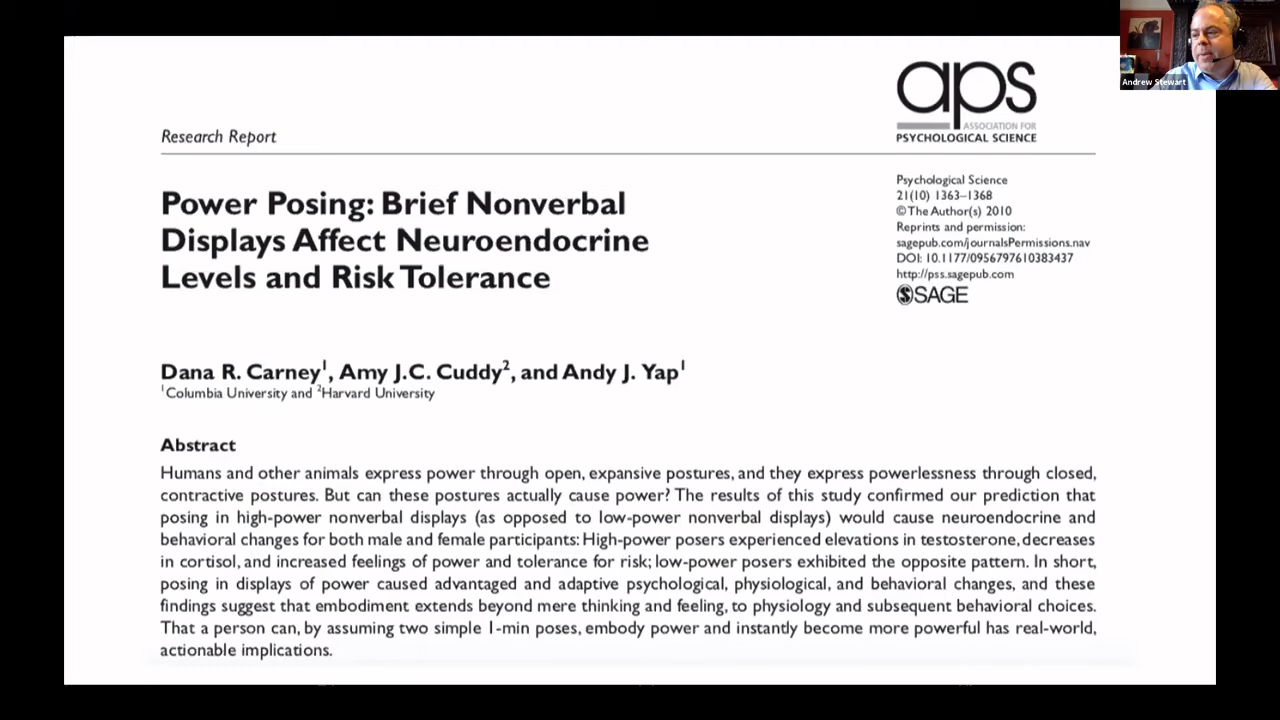 Andrew Stewart
aps
ASSOCIATION FOR
PSYCHOLOGICAL SCIENCE
Research Report
Power Posing: Brief Nonverbal
Displays Affect Neuroendocrine
Levels and Risk Tolerance
Psychological Science
21(10) 1363–1368
©The Author(s) 2010
Reprints and permission:
sagepub.com/journalsPermissions.nav
DOI: 10.1177/0956797610383437
http://pss.sagepub.com
SAGE
Dana R. Carney¹, Amy J.C. Cuddy², and Andy J. Yap¹
¹Columbia University and ²Harvard University
Abstract
Humans and other animals express power through open, expansive postures, and they express powerlessness through closed,
contractive postures. But can these postures actually cause power? The results of this study confirmed our prediction that
posing in high-power nonverbal displays (as opposed to low-power nonverbal displays) would cause neuroendocrine and
behavioral changes for both male and female participants: High-power posers experienced elevations in testosterone, decreases
in cortisol, and increased feelings of power and tolerance for risk; low-power posers exhibited the opposite pattern. In short,
posing in displays of power caused advantaged and adaptive psychological, physiological, and behavioral changes, and these
findings suggest that embodiment extends beyond mere thinking and feeling, to physiology and subsequent behavioral choices.
That a person can, by assuming two simple 1-min poses, embody power and instantly become more powerful has real-world,
actionable implications.